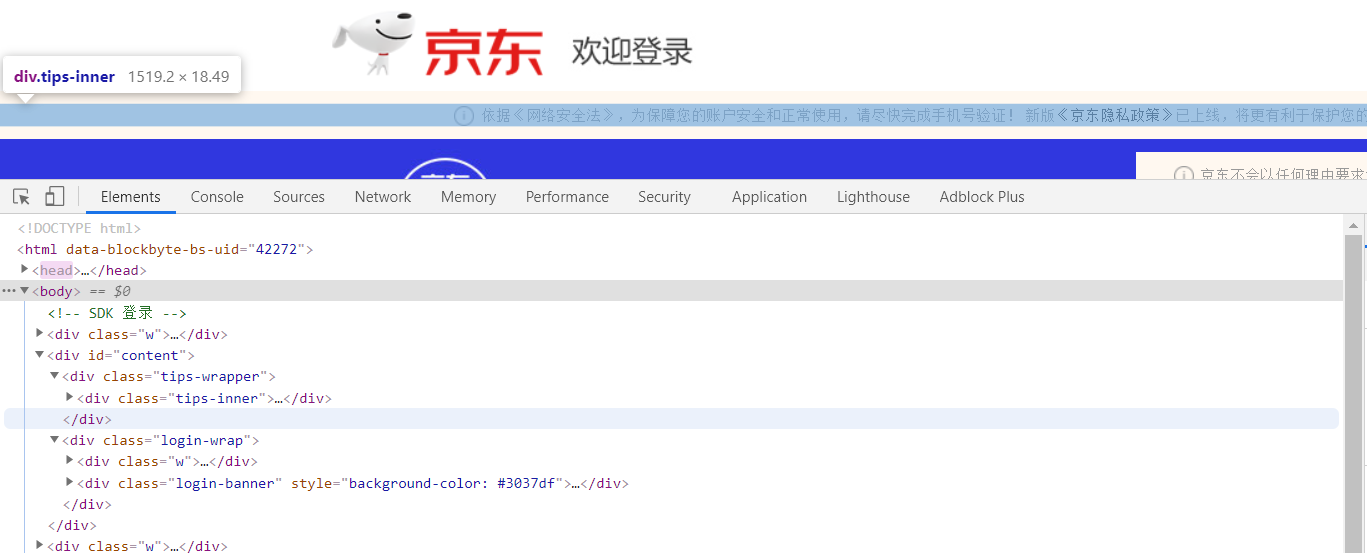 京东 欢迎登录
div.tips-inner 1519.2 × 18.49
依据《网络安全法》，为保障您的账户安全和正常使用，请尽快完成手机号验证！ 新版《京东隐私政策》已上线，将更有利于保护您的
京东不会以任何理由要求
Elements Console Sources Network Memory Performance Security Application Lighthouse Adblock Plus
<!DOCTYPE html>
<html data-blockbyte-bs-uid="42272">
<head>…</head>
<body> == $0
<!-- SDK 登录 -->
<div class="w">…</div>
<div id="content">
<div class="tips-wrapper">
<div class="tips-inner">…</div>
</div>
<div class="login-wrap">
<div class="w">…</div>
<div class="login-banner" style="background-color: #3037df">…</div>
</div>
</div>
<div class="w">…</div>